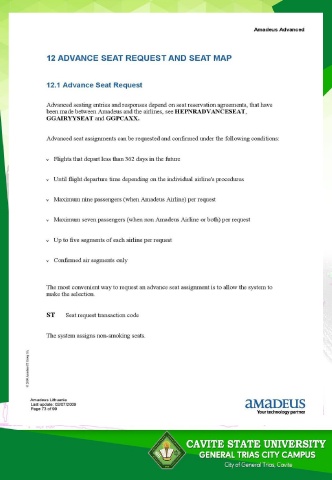 Amadeus Advanced
12 ADVANCE SEAT REQUEST AND SEAT MAP
12.1 Advance Seat Request
Advanced seating entries and responses depend on seat reservation agreements, that have
been made between Amadeus and the airlines, see HEPNRADVANCESEAT,
GGAIRYYSEAT and GGPCAXX.
Advanced seat assignments can be requested and confirmed under the following conditions:
Flights that depart less than 362 days in the future
Until flight departure time depending on the individual airline's procedures
Maximum nine passengers (when Amadeus Airline) per request
Maximum seven passengers (when non Amadeus Airline or both) per request
Up to five segments of each airline per request
Confirmed air segments only
The most convenient way to request an advance seat assignment is to allow the system to
make the selection.
ST Seat request transaction code
The system assigns non-smoking seats.
Amadeus Lithuania
Last update: 02/07/2008
Page 73 of 99
amadeus
Your technology partner
CAVITE STATE UNIVERSITY
GENERAL TRIAS CITY CAMPUS
City of General Trias, Cavite